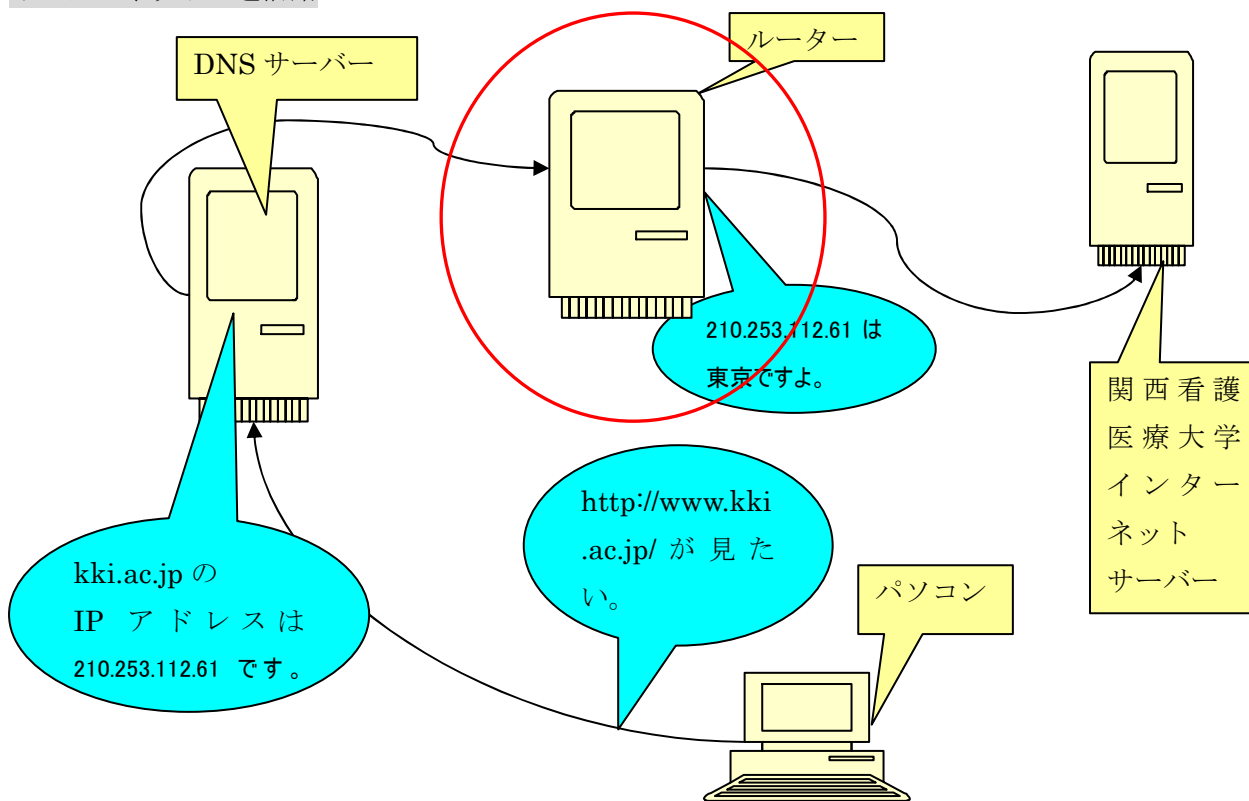 DNS サーバー
ルーター
210.253.112.61 は
東京ですよ。
関西看護
医療大学
インター
ネット
サーバー
http://www.kki
.ac.jp/ が見た
い。
kki.ac.jp の
IP アドレスは
210.253.112.61 です。
パソコン